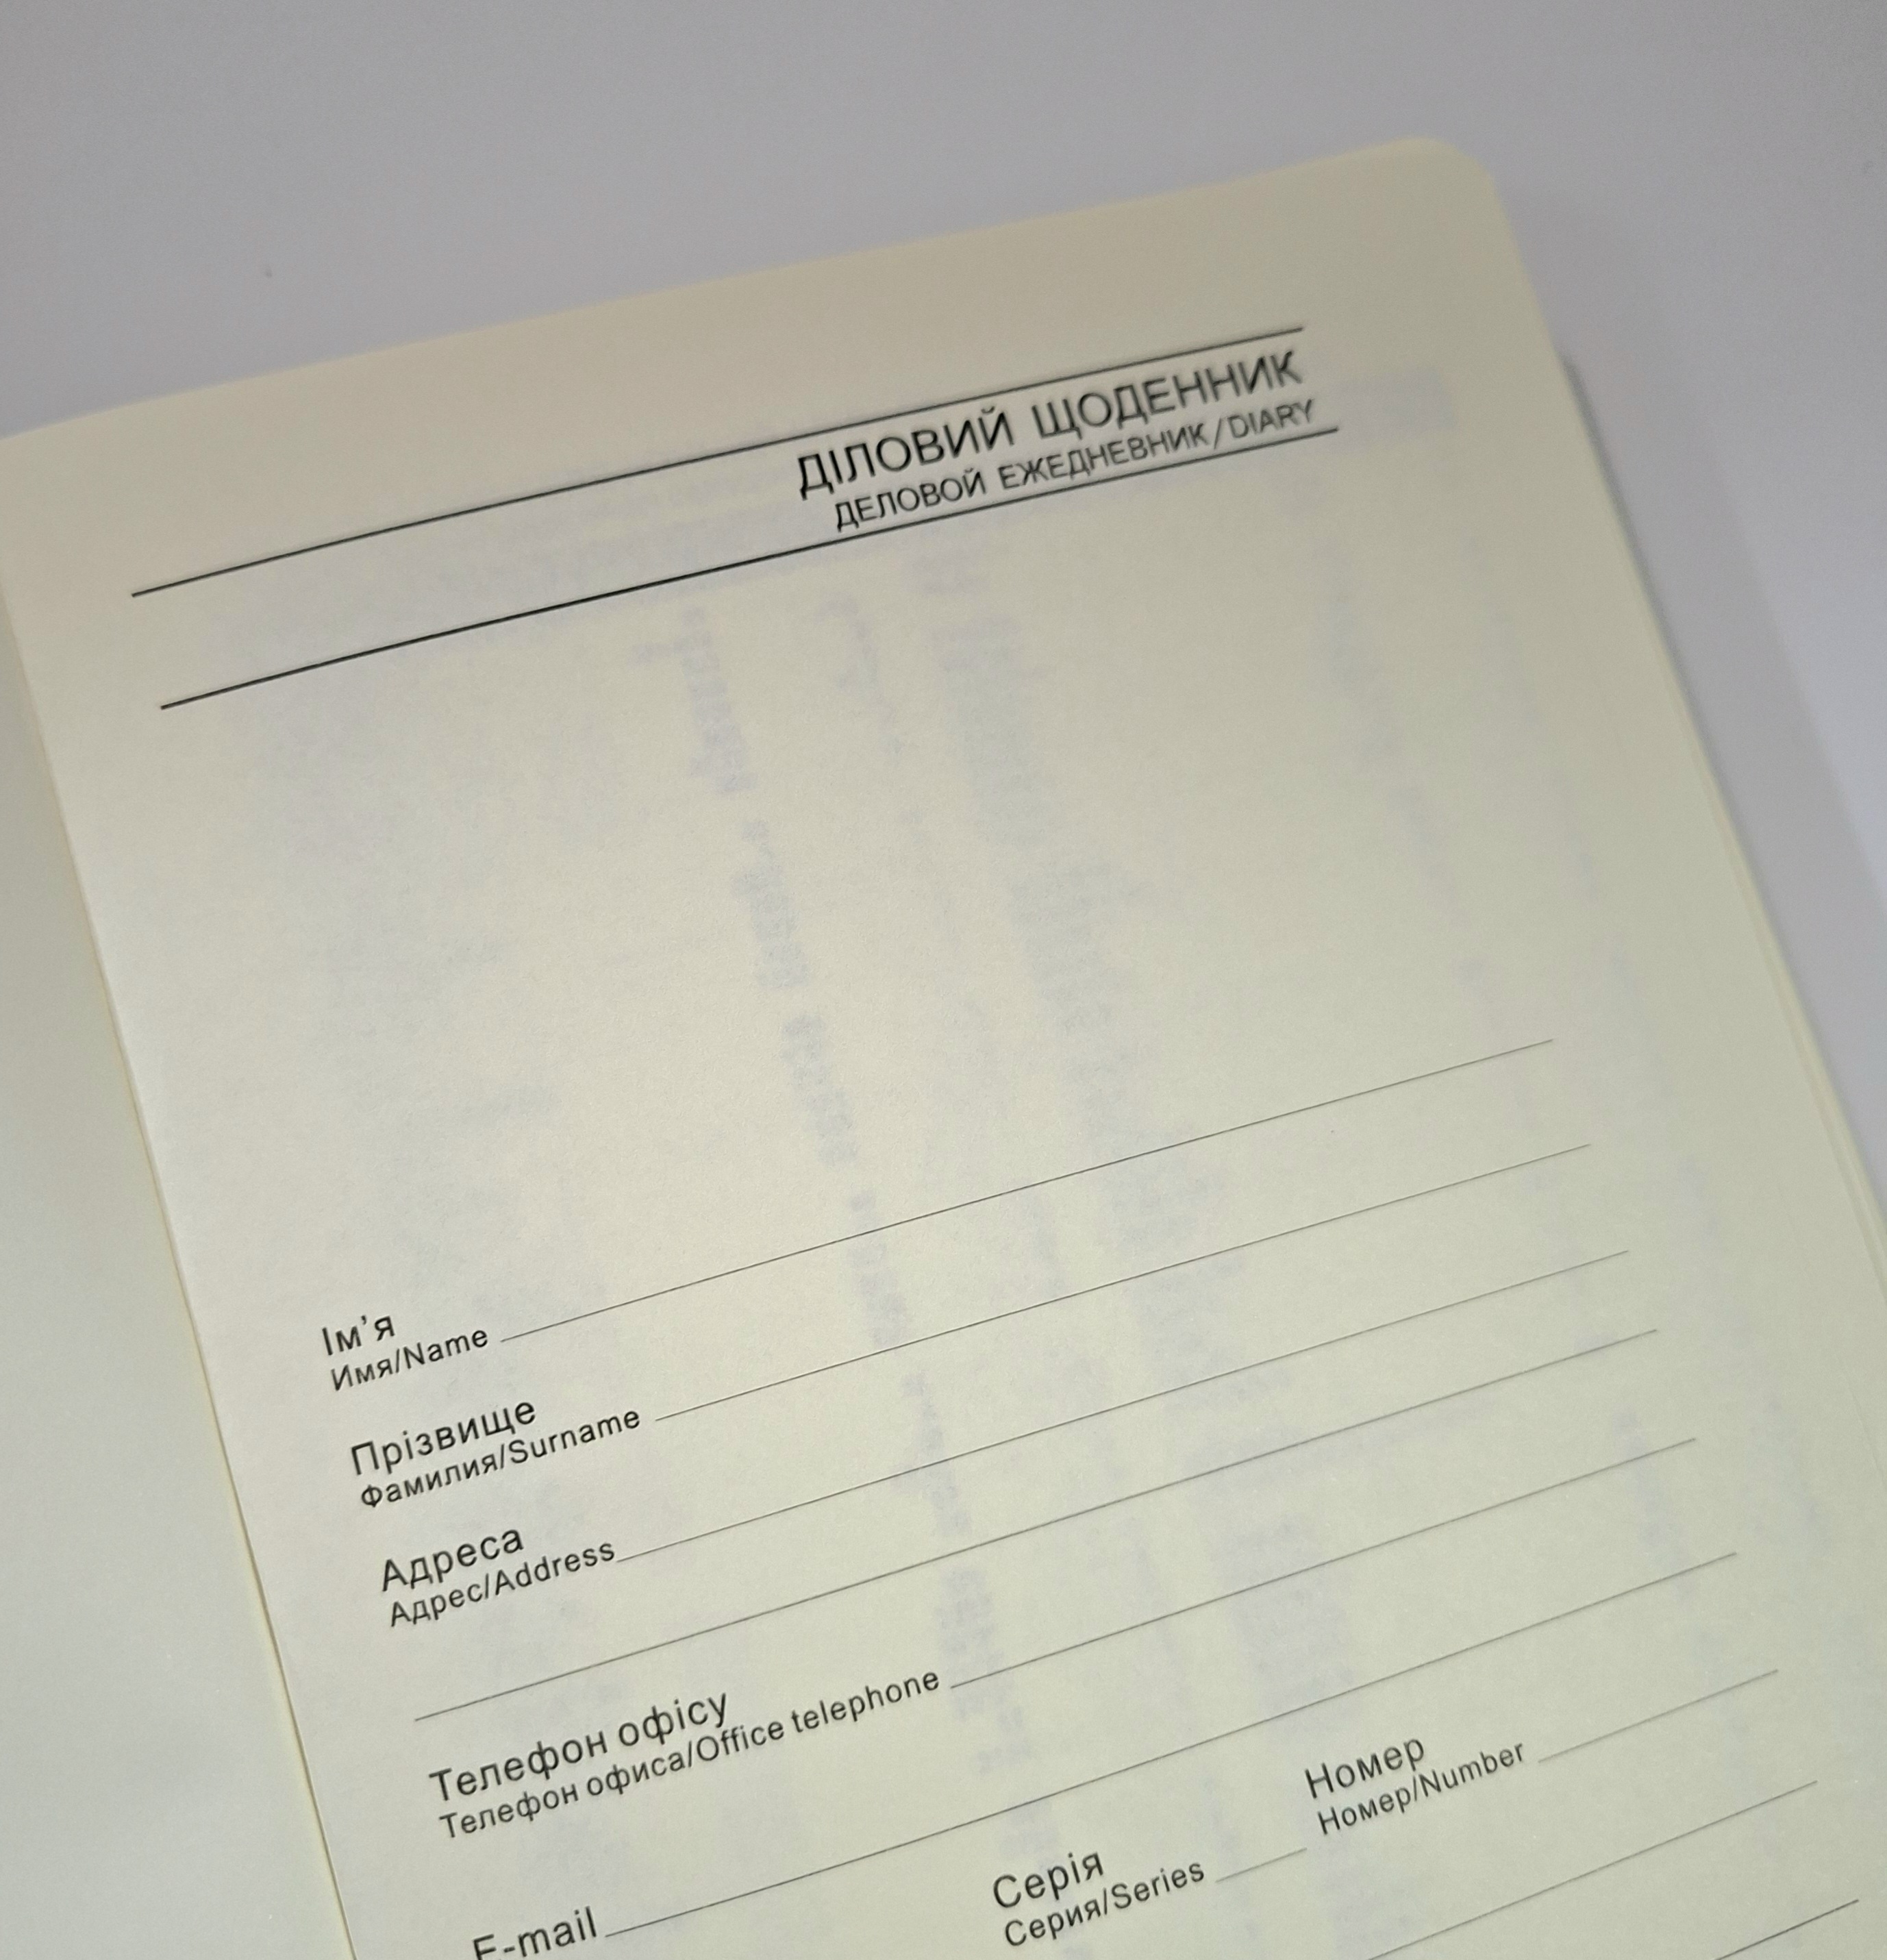 ДІЛОВИЙ ЩОДЕННИК
ДЕЛОВОЙ ЕЖЕДНЕВНИК/DIARY
Ім'я
Имя/Name
Прізвище
Фамилия/Surname
Адреса
Адрес/Address
Телефон офісу
Телефон офиса/Office telephone
E-mail
Серія
Серия/Series
Номер
Номер/Number